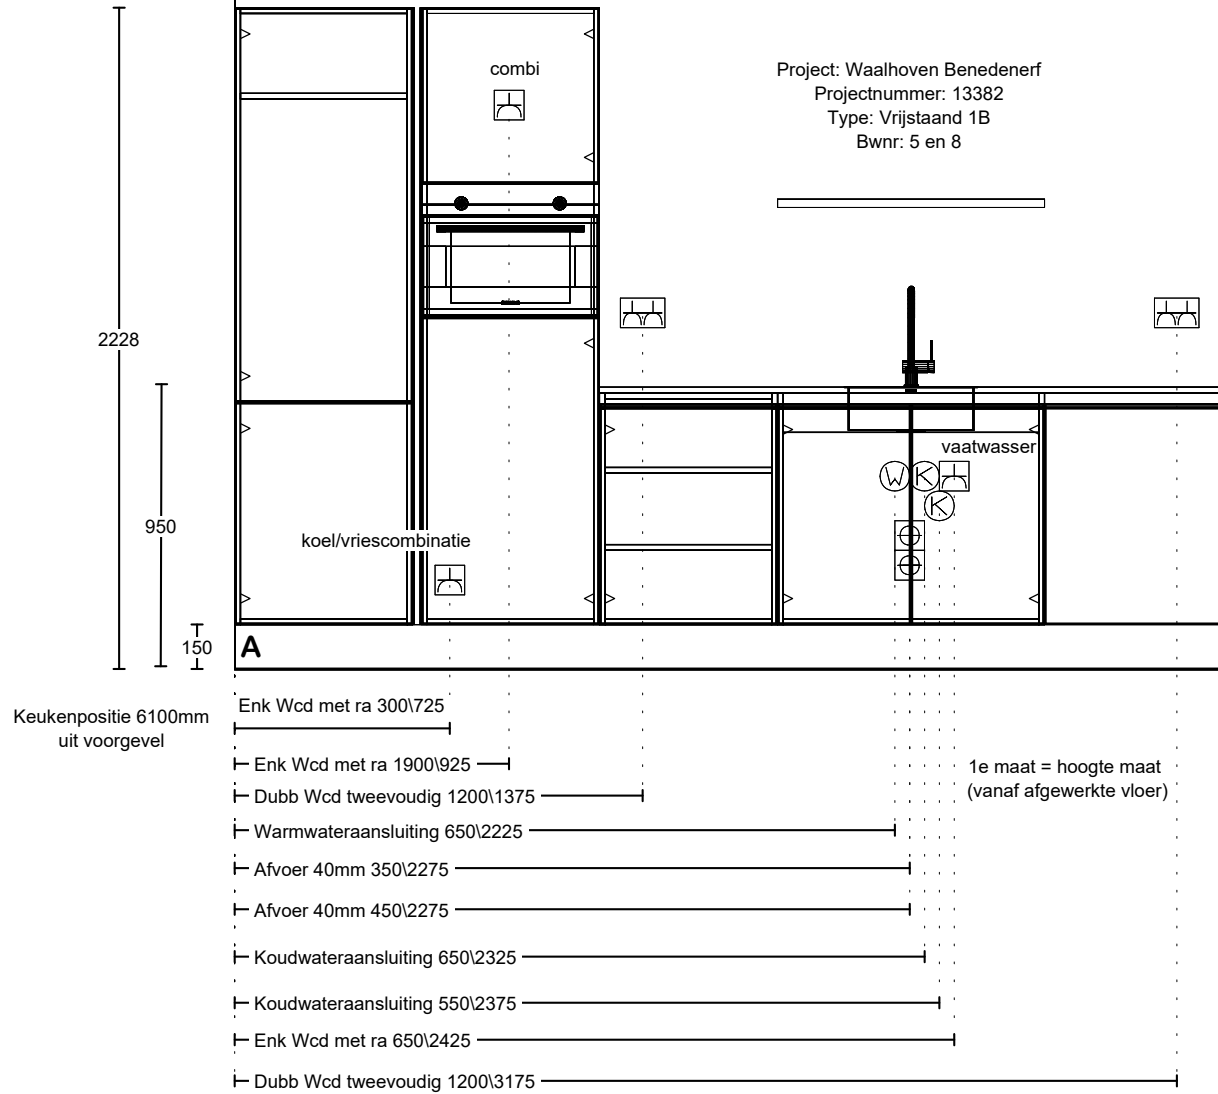 combi
Project: Waalhoven Benedenerf
Projectnummer: 13382
Type: Vrijstaand 1B
Bwnr: 5 en 8
2228
950
150
vaatwasser
W
K
K
koel/vriescombinatie
A
Keukenpositie 6100mm
uit voorgevel
Enk Wcd met ra 300\725
Enk Wcd met ra 1900\925
1e maat = hoogte maat
(vanaf afgewerkte vloer)
Dubb Wcd tweevoudig 1200\1375
Warmwateraansluiting 650\2225
Afvoer 40mm 350\2275
Afvoer 40mm 450\2275
Koudwateraansluiting 650\2325
Koudwateraansluiting 550\2375
Enk Wcd met ra 650\2425
Dubb Wcd tweevoudig 1200\3175